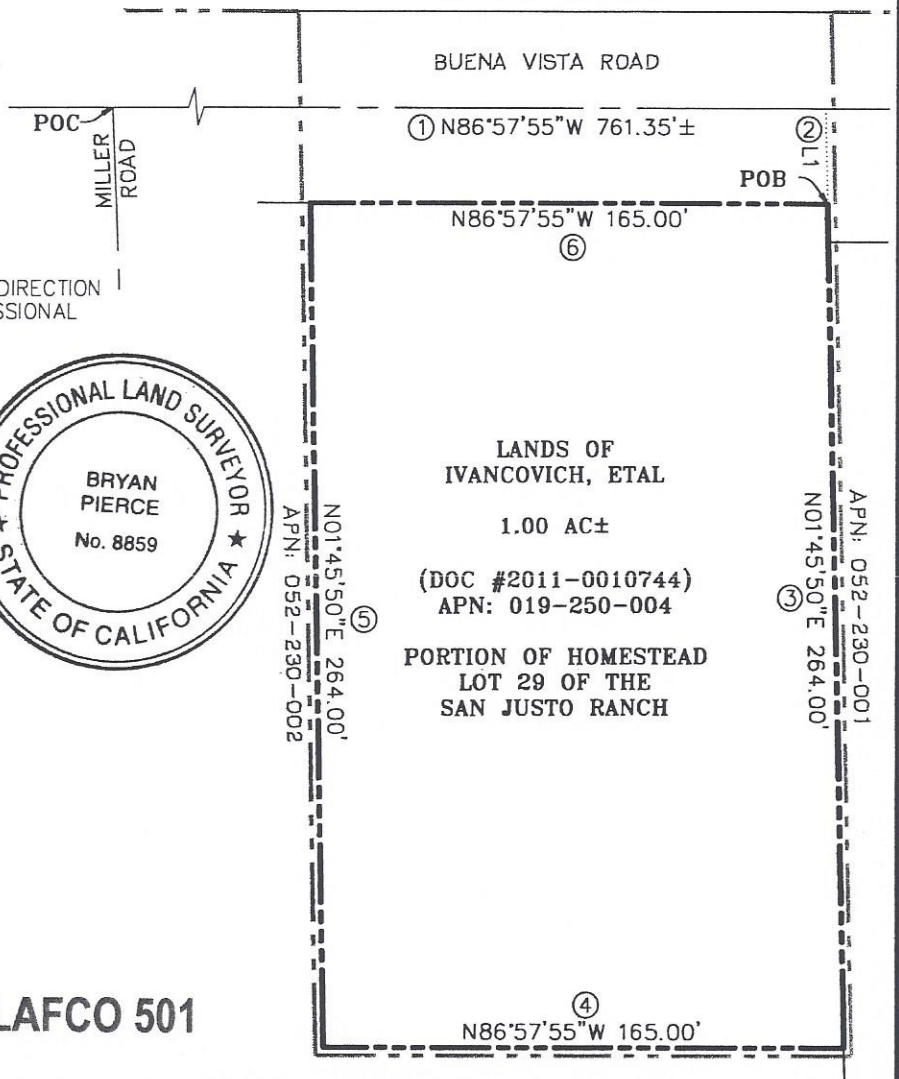 BUENA VISTA ROAD
POC
① N86°57'55"W 761.35'±
②
L1
MILLER
ROAD
POB
N86°57'55"W 165.00'
⑥
DIRECTION
SSIONAL
PROFESSIONAL LAND SURVEYOR
BRYAN
PIERCE
No. 8859
★ STATE OF CALIFORNIA ★
APN: 052-230-002
N01°45'50"E 264.00'
⑤
LANDS OF
IVANCOVICH, ETAL
1.00 AC±
(DOC #2011-0010744)
APN: 019-250-004
PORTION OF HOMESTEAD
LOT 29 OF THE
SAN JUSTO RANCH
③
N01°45'50"E 264.00'
APN: 052-230-001
④
N86°57'55"W 165.00'
LAFCO 501